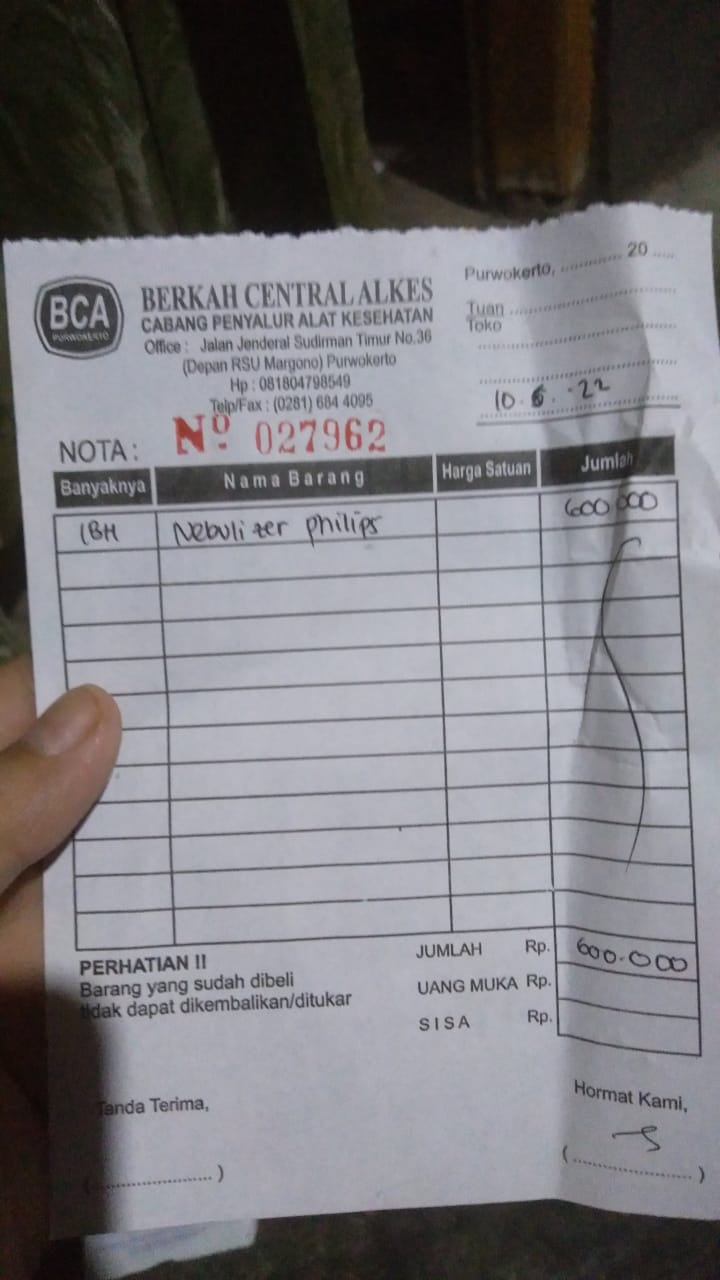 BCA
PURWOKERTO
BERKAH CENTRAL ALKES
CABANG PENYALUR ALAT KESEHATAN
Office : Jalan Jenderal Sudirman Timur No.36
(Depan RSU Margono) Purwokerto
Hp : 081804798549
Telp/Fax : (0281) 684 4095
Purwokerto, ............ 20 .....
Tuan
Toko
10. 6. -22
NOTA : Nº 027962
Banyaknya Nama Barang Harga Satuan Jumlah
1BH Nebulizer philips 600 000
JUMLAH Rp. 600.000
UANG MUKA Rp.
SISA Rp.
PERHATIAN !!
Barang yang sudah dibeli
tidak dapat dikembalikan/ditukar
Tanda Terima,
(......................)
Hormat Kami,
(......................)